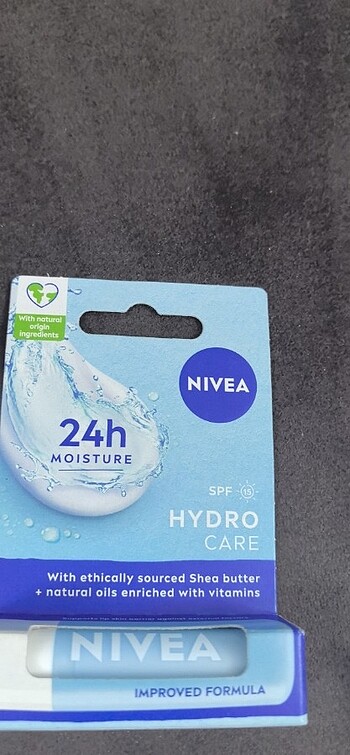 With natural
origin
ingredients
NIVEA
24h
MOISTURE
SPF 15
HYDRO
CARE
With ethically sourced Shea butter
+ natural oils enriched with vitamins
NIVEA
IMPROVED FORMULA